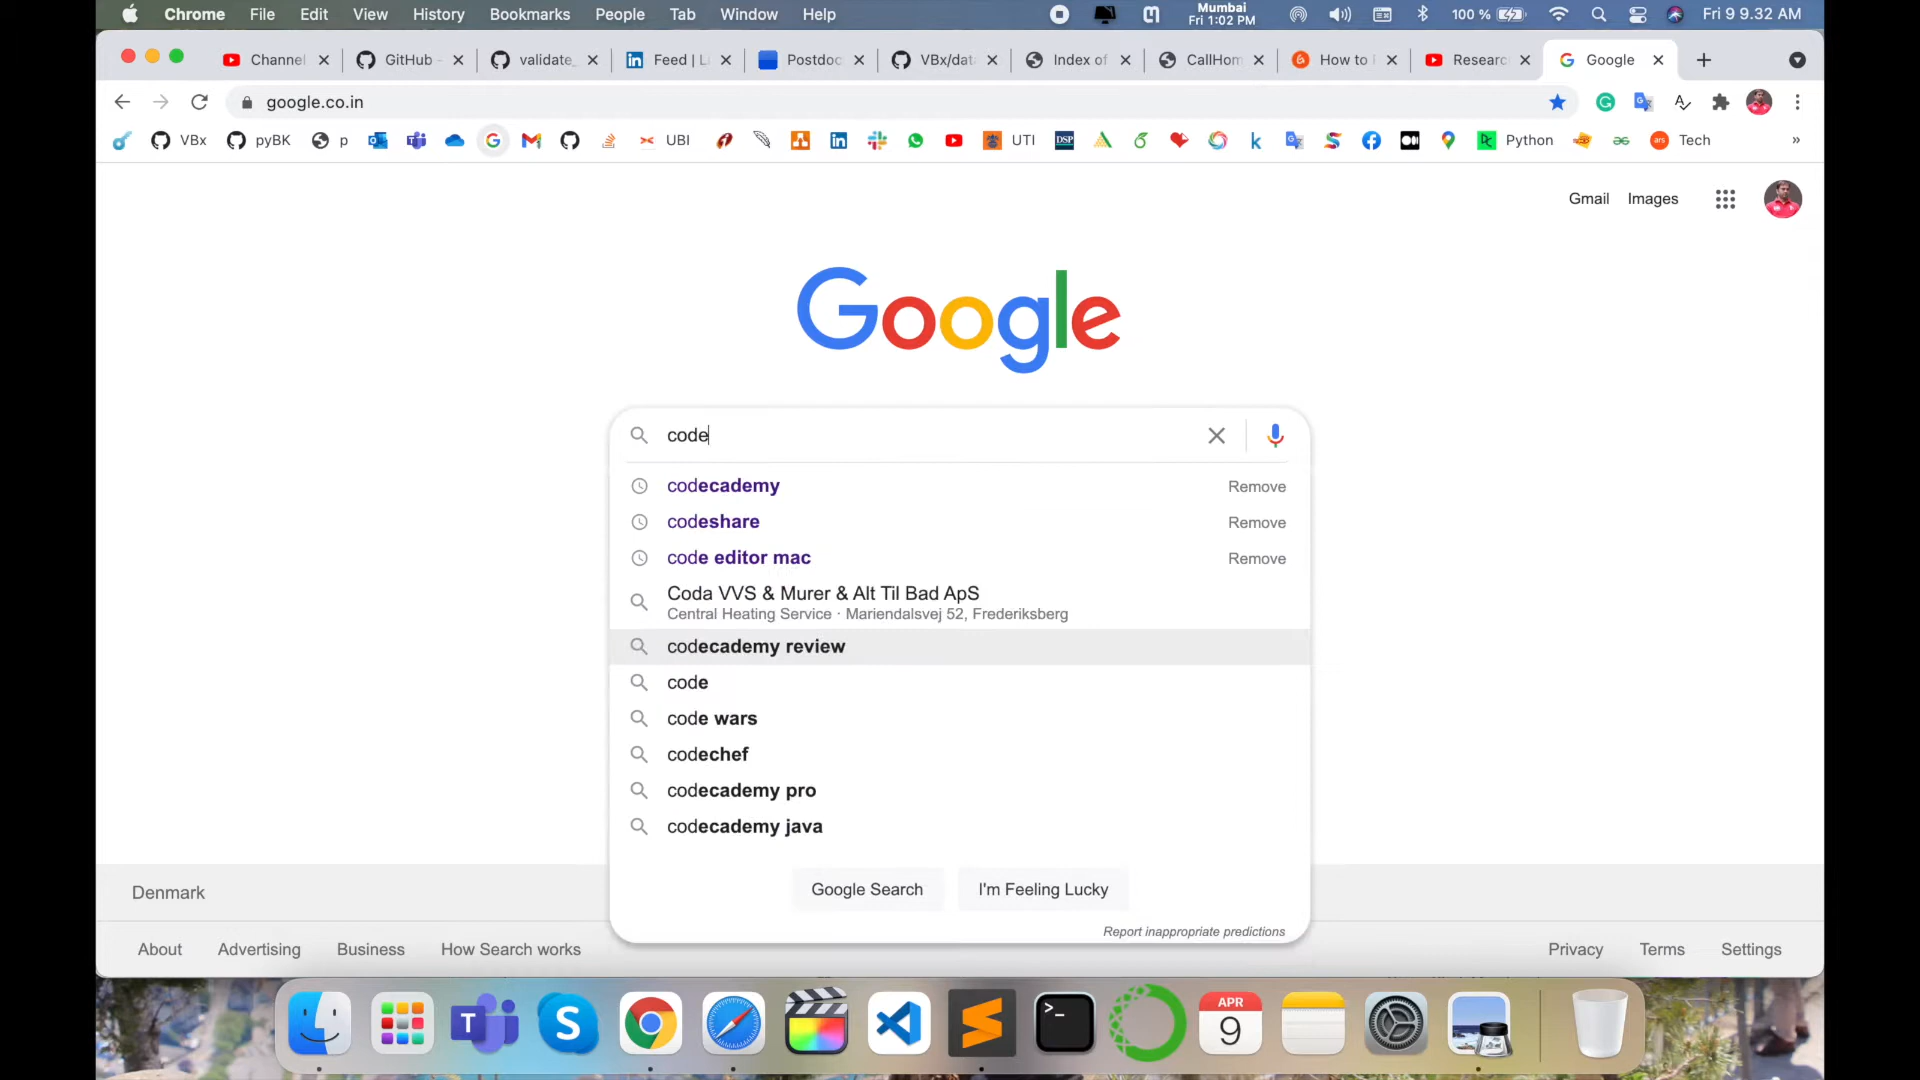 Chrome File Edit View History Bookmarks People Tab Window Help
Mumbai
Fri 1:02 PM
100 %
Fri 9 9.32 AM
Channel
GitHub -
validate_
Feed | Li
Postdoc
VBx/dat
Index of
CallHom
How to
Researc
Google
google.co.in
VBx
pyBK
p
UBI
UTI
DSP
k
DC
Python
ars
Tech
»
Gmail Images
Google
code
codecademy Remove
codeshare Remove
code editor mac Remove
Coda VVS & Murer & Alt Til Bad ApS
Central Heating Service · Mariendalsvej 52, Frederiksberg
codecademy review
code
code wars
codechef
codecademy pro
codecademy java
Google Search I'm Feeling Lucky
Report inappropriate predictions
Denmark
About Advertising Business How Search works
Privacy Terms Settings
T
S
>_
APR
9